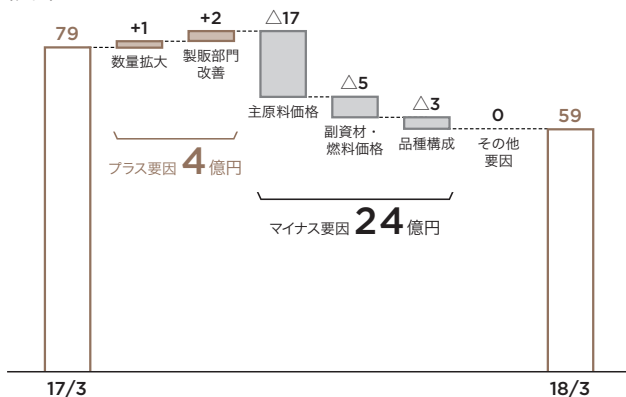 79
+1
数量拡大
+2
製販部門
改善
△17
主原料価格
△5
副資材・
燃料価格
△3
品種構成
0
その他
要因
59
プラス要因 4 億円
マイナス要因 24 億円
17/3
18/3